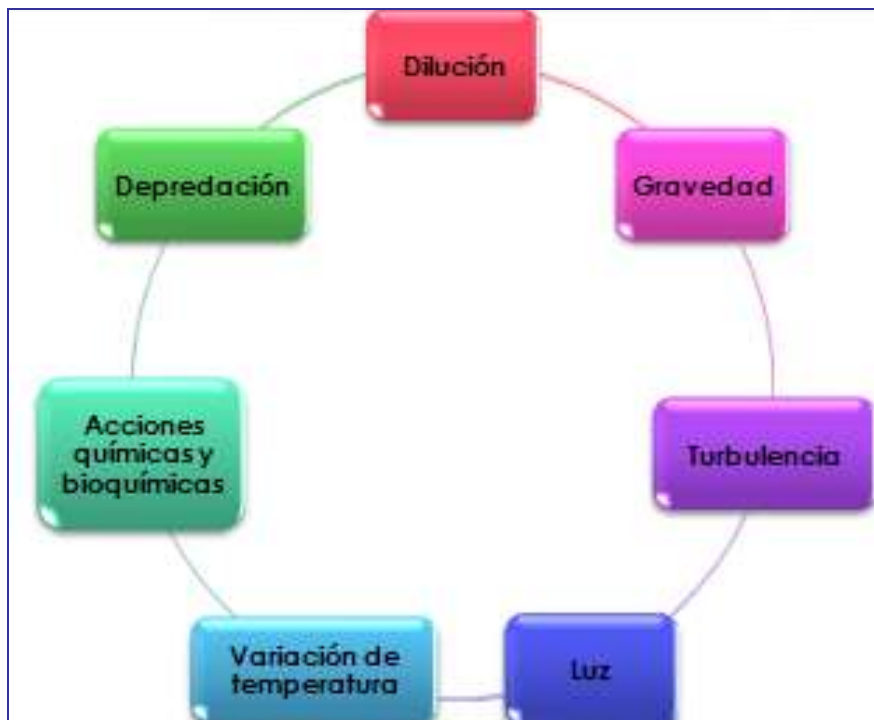 Dilución
Gravedad
Turbulencia
Luz
Variación de
temperatura
Acciones
químicas y
bioquímicas
Depredación